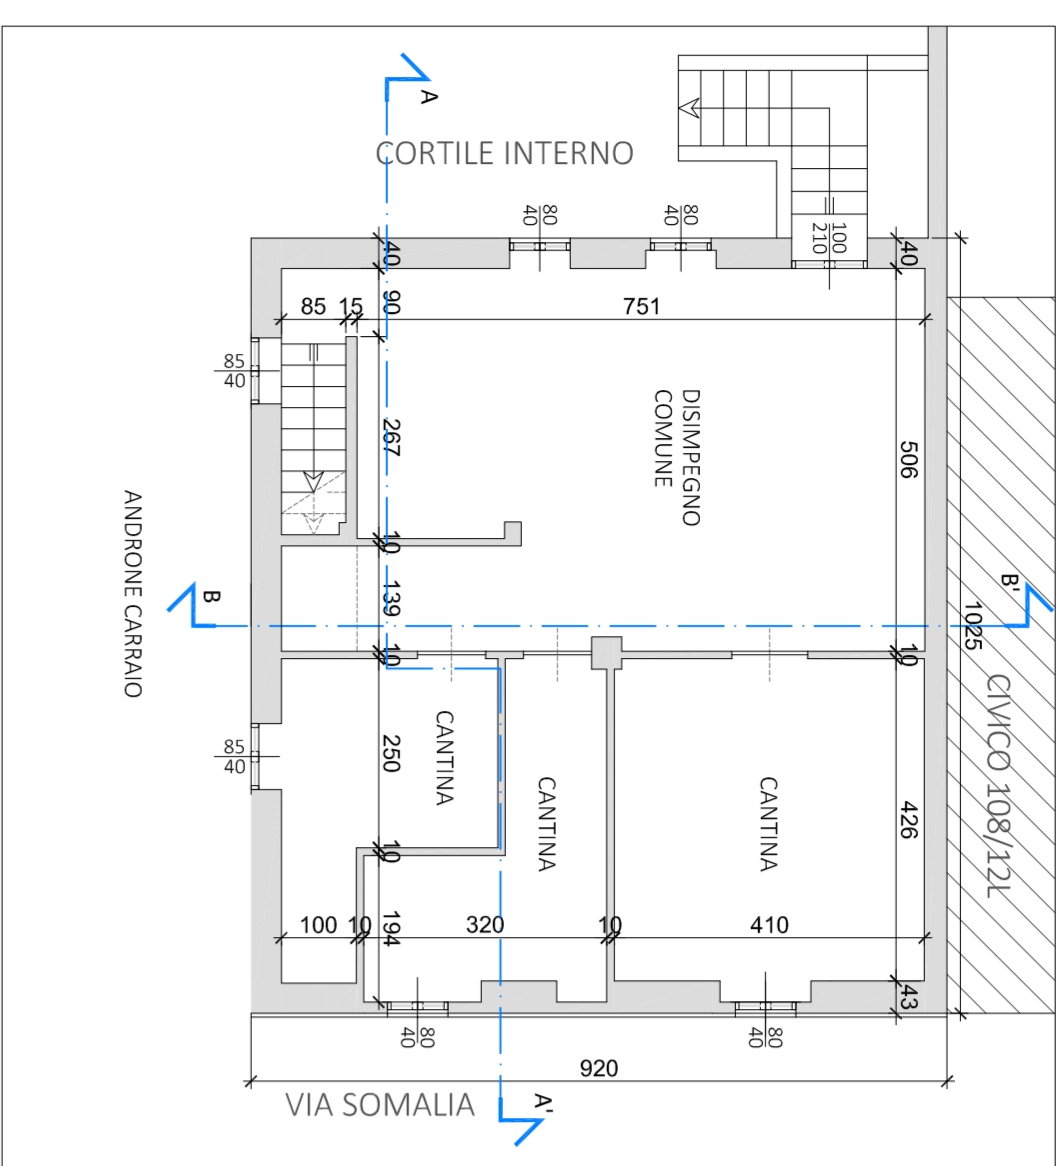 A
CORTILE INTERNO
80
40
80
40
100
210
40
40
90
85
15
751
85
40
DISIMPEGNO
COMUNE
267
506
ANDRONE CARRAIO
10
139
B
B'
1025
10
10
CIVICO 108/12L
CANTINA
250
85
40
CANTINA
CANTINA
426
10
100
10
194
320
10
410
43
80
40
80
40
920
VIA SOMALIA
A'